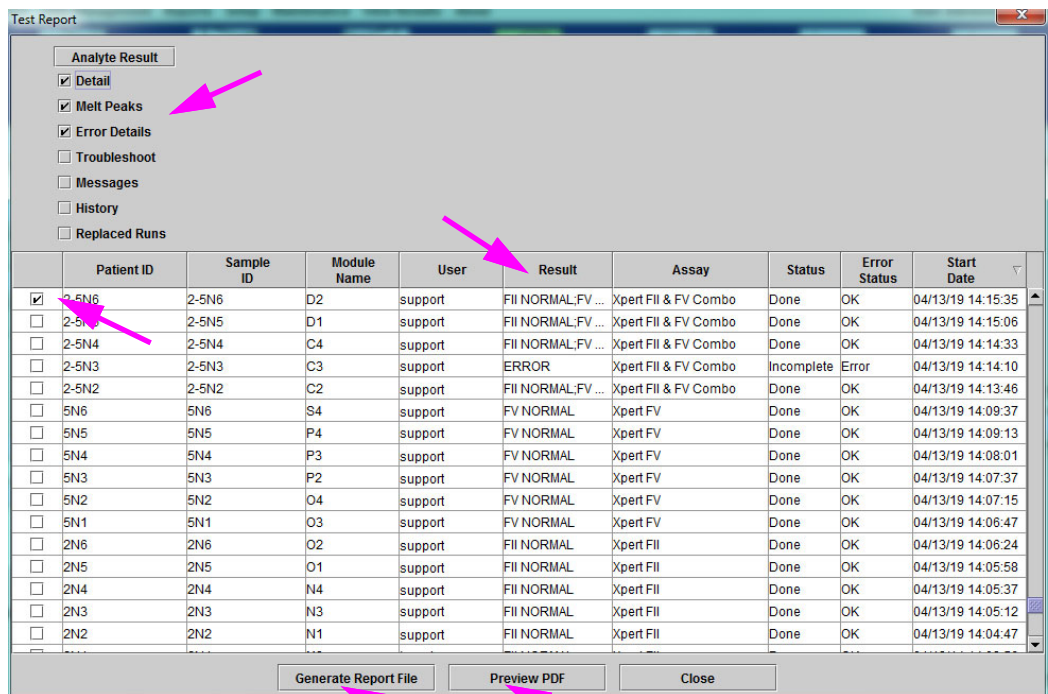 Test Report
Analyte Result
Detail
Melt Peaks
Error Details
Troubleshoot
Messages
History
Replaced Runs
Patient ID Sample ID Module Name User Result Assay Status Error Status Start Date
2-5N6 2-5N6 D2 support FII NORMAL;FV ... Xpert FII & FV Combo Done OK 04/13/19 14:15:35
2-5N5 D1 support FII NORMAL;FV ... Xpert FII & FV Combo Done OK 04/13/19 14:15:06
2-5N4 2-5N4 C4 support FII NORMAL;FV ... Xpert FII & FV Combo Done OK 04/13/19 14:14:33
2-5N3 2-5N3 C3 support ERROR Xpert FII & FV Combo Incomplete Error 04/13/19 14:14:10
2-5N2 2-5N2 C2 support FII NORMAL;FV ... Xpert FII & FV Combo Done OK 04/13/19 14:13:46
5N6 5N6 S4 support FV NORMAL Xpert FV Done OK 04/13/19 14:09:37
5N5 5N5 P4 support FV NORMAL Xpert FV Done OK 04/13/19 14:09:13
5N4 5N4 P3 support FV NORMAL Xpert FV Done OK 04/13/19 14:08:01
5N3 5N3 P2 support FV NORMAL Xpert FV Done OK 04/13/19 14:07:37
5N2 5N2 O4 support FV NORMAL Xpert FV Done OK 04/13/19 14:07:15
5N1 5N1 O3 support FV NORMAL Xpert FV Done OK 04/13/19 14:06:47
2N6 2N6 O2 support FII NORMAL Xpert FII Done OK 04/13/19 14:06:24
2N5 2N5 O1 support FII NORMAL Xpert FII Done OK 04/13/19 14:05:58
2N4 2N4 N4 support FII NORMAL Xpert FII Done OK 04/13/19 14:05:37
2N3 2N3 N3 support FII NORMAL Xpert FII Done OK 04/13/19 14:05:12
2N2 2N2 N1 support FII NORMAL Xpert FII Done OK 04/13/19 14:04:47
Generate Report File Preview PDF Close